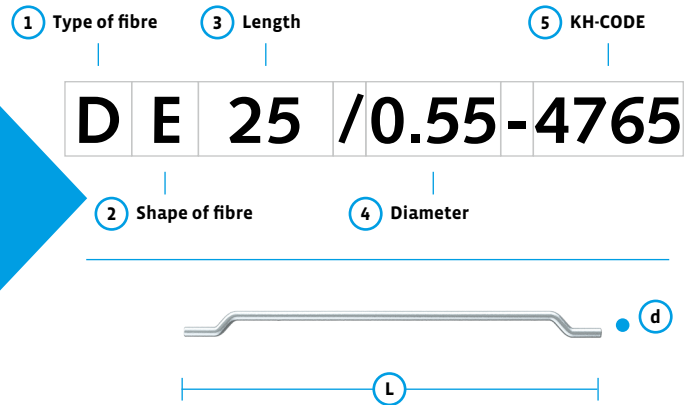 1 Type of fibre 3 Length 5 KH-CODE
D E 25 /0.55-4765
2 Shape of fibre 4 Diameter
d
L